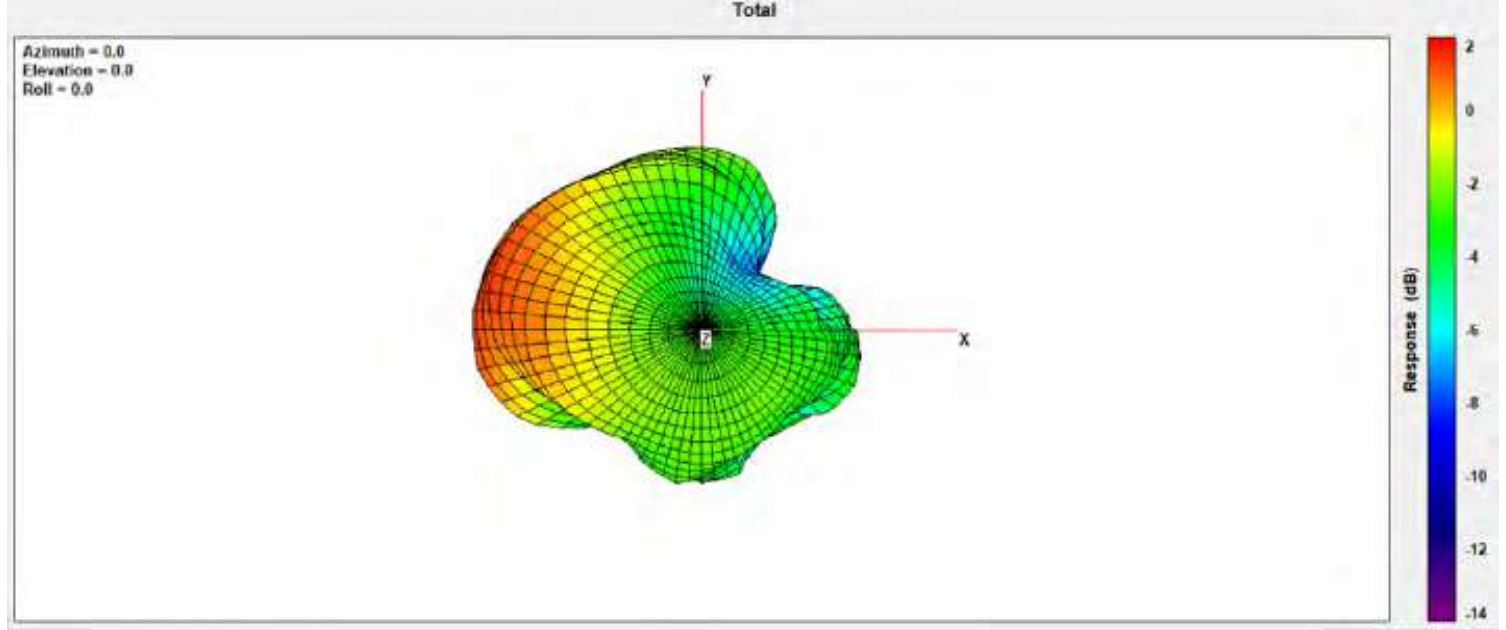 Total
Azimuth = 0.0
Elevation = 0.0
Roll = 0.0
Y
Z
X
2
0
-2
-4
-6
-8
-10
-12
-14
Response (dB)